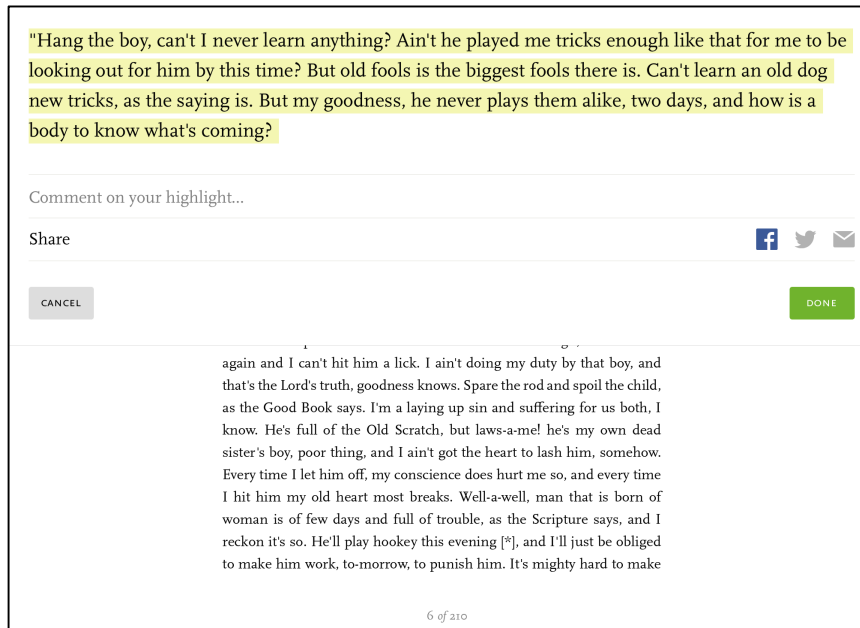 "Hang the boy, can't I never learn anything? Ain't he played me tricks enough like that for me to be
looking out for him by this time? But old fools is the biggest fools there is. Can't learn an old dog
new tricks, as the saying is. But my goodness, he never plays them alike, two days, and how is a
body to know what's coming?
Comment on your highlight...
Share
CANCEL
DONE
again and I can't hit him a lick. I ain't doing my duty by that boy, and
that's the Lord's truth, goodness knows. Spare the rod and spoil the child,
as the Good Book says. I'm a laying up sin and suffering for us both, I
know. He's full of the Old Scratch, but laws-a-me! he's my own dead
sister's boy, poor thing, and I ain't got the heart to lash him, somehow.
Every time I let him off, my conscience does hurt me so, and every time
I hit him my old heart most breaks. Well-a-well, man that is born of
woman is of few days and full of trouble, as the Scripture says, and I
reckon it's so. He'll play hookey this evening [*], and I'll just be obliged
to make him work, to-morrow, to punish him. It's mighty hard to make
6 of 210